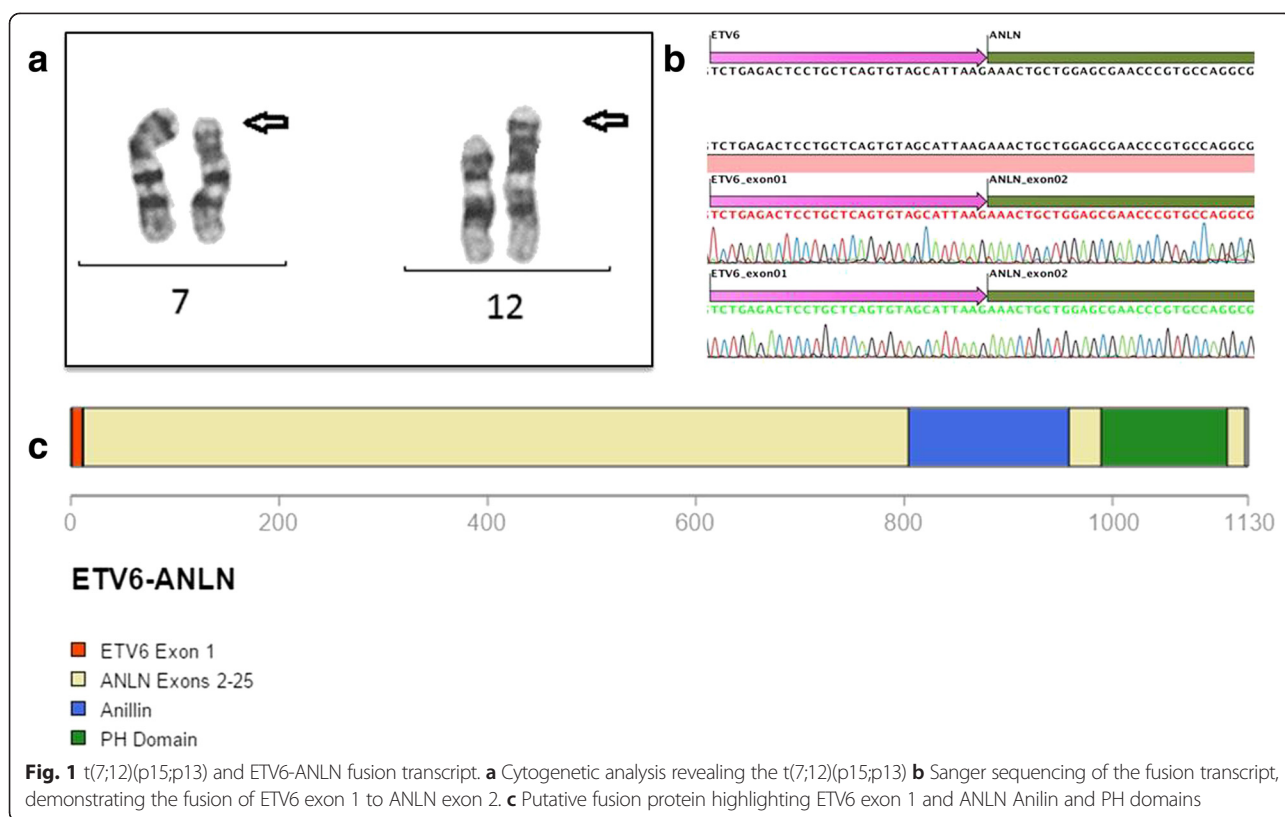 a
7
12
b
ETV6 ANLN
TCTGAGACTCCTGCTCAGTGTAGCATTAAGAAACTGCTGGAGCGAACCCGTGCCAGGCG
TCTGAGACTCCTGCTCAGTGTAGCATTAAGAAACTGCTGGAGCGAACCCGTGCCAGGCG
ETV6_exon01 ANLN_exon02
TCTGAGACTCCTGCTCAGTGTAGCATTAAGAAACTGCTGGAGCGAACCCGTGCCAGGCG
ETV6_exon01 ANLN_exon02
TCTGAGACTCCTGCTCAGTGTAGCATTAAGAAACTGCTGGAGCGAACCCGTGCCAGGCG
c
0 200 400 600 800 1000 1130
ETV6-ANLN
ETV6 Exon 1
ANLN Exons 2-25
Anillin
PH Domain
Fig. 1 t(7;12)(p15;p13) and ETV6-ANLN fusion transcript. a Cytogenetic analysis revealing the t(7;12)(p15;p13) b Sanger sequencing of the fusion transcript,
demonstrating the fusion of ETV6 exon 1 to ANLN exon 2. c Putative fusion protein highlighting ETV6 exon 1 and ANLN Anilin and PH domains